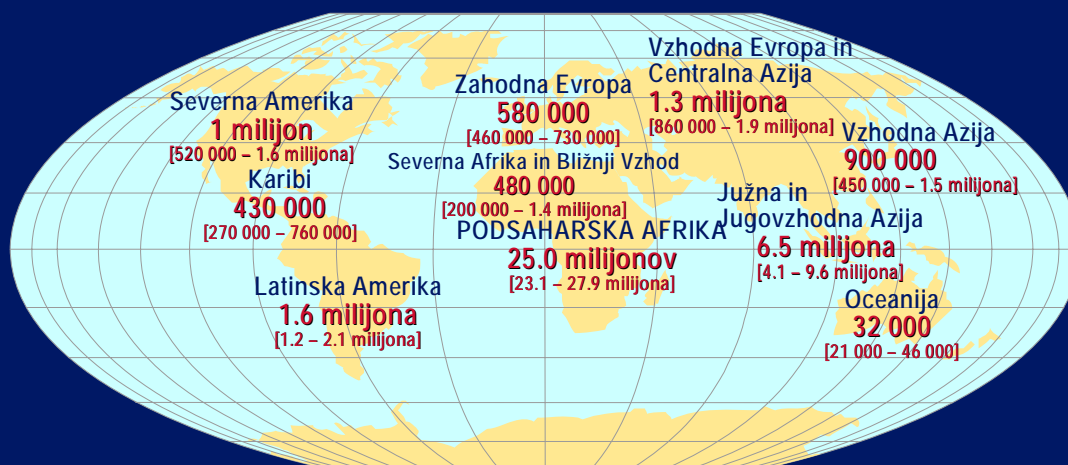 Severna Amerika
1 milijon
[520 000 – 1.6 milijona]
Karibi
430 000
[270 000 – 760 000]
Latinska Amerika
1.6 milijona
[1.2 – 2.1 milijona]
Zahodna Evropa
580 000
[460 000 – 730 000]
Severna Afrika in Bližnji Vzhod
480 000
[200 000 – 1.4 milijona]
PODSAHARSKA AFRIKA
25.0 milijonov
[23.1 – 27.9 milijona]
Vzhodna Evropa in
Centralna Azija
1.3 milijona
[860 000 – 1.9 milijona]
Vzhodna Azija
900 000
[450 000 – 1.5 milijona]
Južna in
Jugovzhodna Azija
6.5 milijona
[4.1 – 9.6 milijona]
Oceanija
32 000
[21 000 – 46 000]